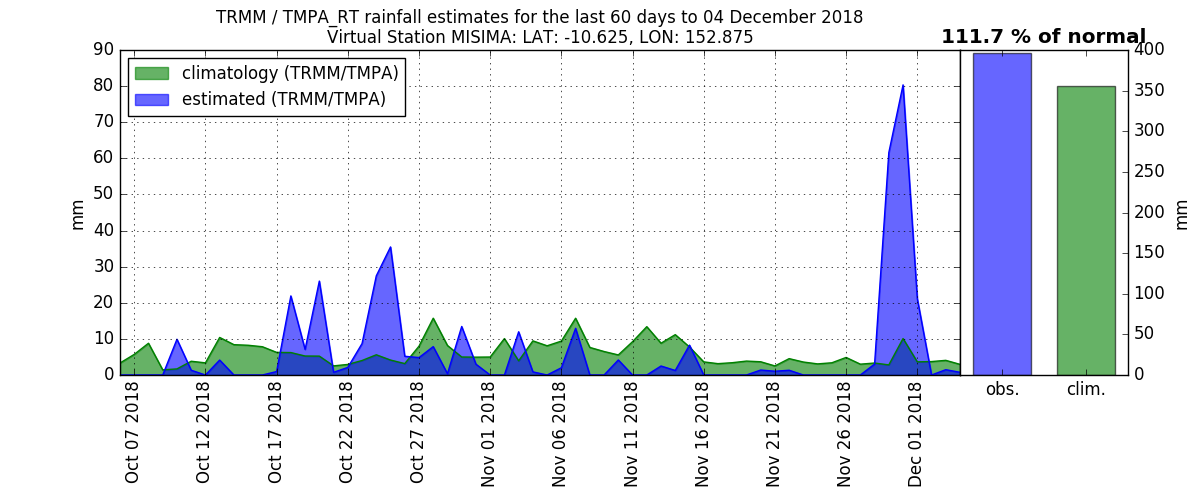 TRMM / TMPA_RT rainfall estimates for the last 60 days to 04 December 2018
Virtual Station MISIMA: LAT: -10.625, LON: 152.875
111.7 % of normal
climatology (TRMM/TMPA)
estimated (TRMM/TMPA)
90
80
70
60
50
40
30
20
10
0
mm
Oct 07 2018
Oct 12 2018
Oct 17 2018
Oct 22 2018
Oct 27 2018
Nov 01 2018
Nov 06 2018
Nov 11 2018
Nov 16 2018
Nov 21 2018
Nov 26 2018
Dec 01 2018
obs.
clim.
400
350
300
250
200
150
100
50
0
mm